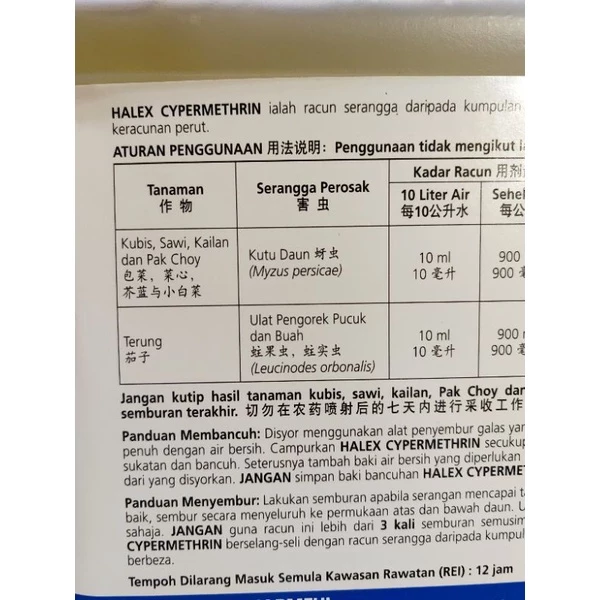 HALEX CYPERMETHRIN ialah racun serangga daripada kumpulan
keracunan perut.
ATURAN PENGGUNAAN 用法说明: Penggunaan tidak mengikut
Kadar Racun 用剂
Tanaman
作物
Serangga Perosak
害虫
10 Liter Air
每10公升水
Sehe
每公
Kubis, Sawi, Kailan
dan Pak Choy
包菜, 菜心,
芥蓝与小白菜
Kutu Daun 蚜虫
(Myzus persicae)
10 ml
10 毫升
900
900
Terung
茄子
Ulat Pengorek Pucuk
dan Buah
蛀果虫, 蛀实虫
(Leucinodes orbonalis)
10 ml
10 毫升
900
900
Jangan kutip hasil tanaman kubis, sawi, kailan, Pak Choy dan
semburan terakhir. 切勿在农药喷射后的七天内进行采收工作
Panduan Membancuh: Disyor menggunakan alat penyembur galas
penuh dengan air bersih. Campurkan HALEX CYPERMETHRIN secukup
sukatan dan bancuh. Seterusnya tambah baki air bersih yang diperlukan
dari yang disyorkan. JANGAN simpan baki bancuhan HALEX CYPERME
Panduan Menyembur: Lakukan semburan apabila serangan mencapai
baik, sembur secara menyeluruh ke permukaan atas dan bawah daun. U
sahaja. JANGAN guna racun ini lebih dari 3 kali semburan semusim
CYPERMETHRIN berselang-seli dengan racun serangga daripada kumpul
berbeza.
Tempoh Dilarang Masuk Semula Kawasan Rawatan (REI) : 12 jam